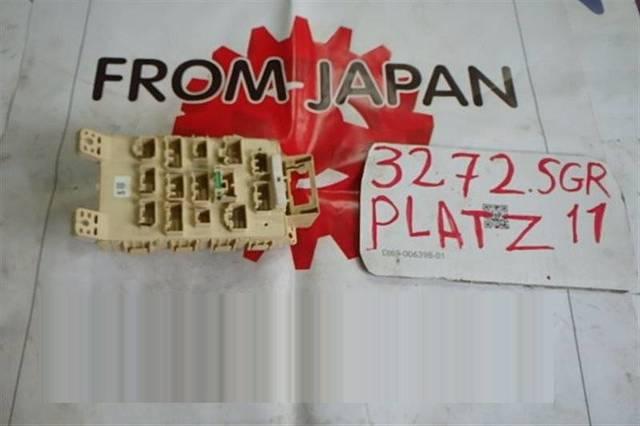 FROM JAPAN
3272.SGR
PLATZ 11